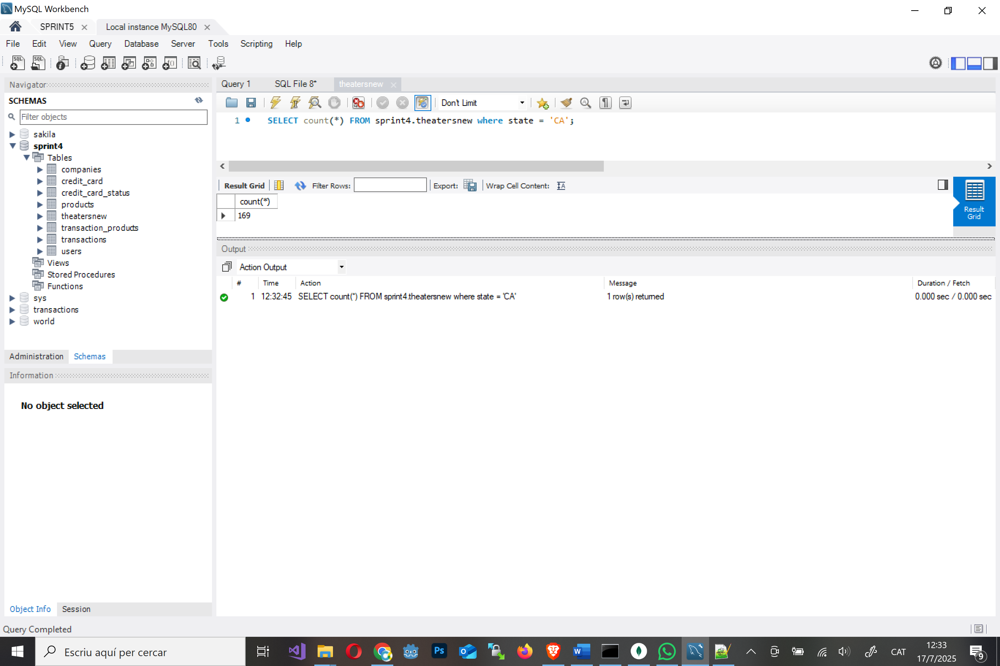 MySQL Workbench
SPRINT5
Local instance MySQL80
File Edit View Query Database Server Tools Scripting Help
Navigator
SCHEMAS
Filter objects
sakila
sprint4
Tables
companies
credit_card
credit_card_status
products
theatersnew
transaction_products
transactions
users
Views
Stored Procedures
Functions
sys
transactions
world
Administration Schemas
Information
No object selected
Object Info Session
Query 1 SQL File 8* theatersnew
Don't Limit
1 SELECT count(*) FROM sprint4.theatersnew where state = 'CA';
Result Grid Filter Rows: Export: Wrap Cell Content:
count(*)
169
Result
Grid
Output
Action Output
# Time Action Message Duration / Fetch
1 12:32:45 SELECT count(*) FROM sprint4.theatersnew where state = 'CA' 1 row(s) returned 0.000 sec / 0.000 sec
Query Completed
Escriu aquí per cercar
CAT
12:33
17/7/2025
9